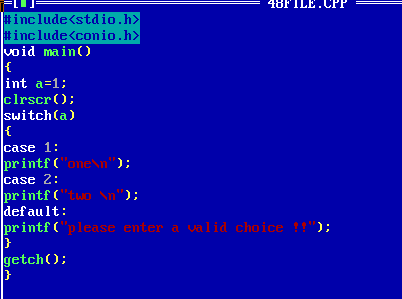 [■] 48FILE.CPP
#include<stdio.h>
#include<conio.h>
void main()
{
int a=1;
clrscr();
switch(a)
{
case 1:
printf("one\n");
case 2:
printf("two \n");
default:
printf("please enter a valid choice !!");
}
getch();
}